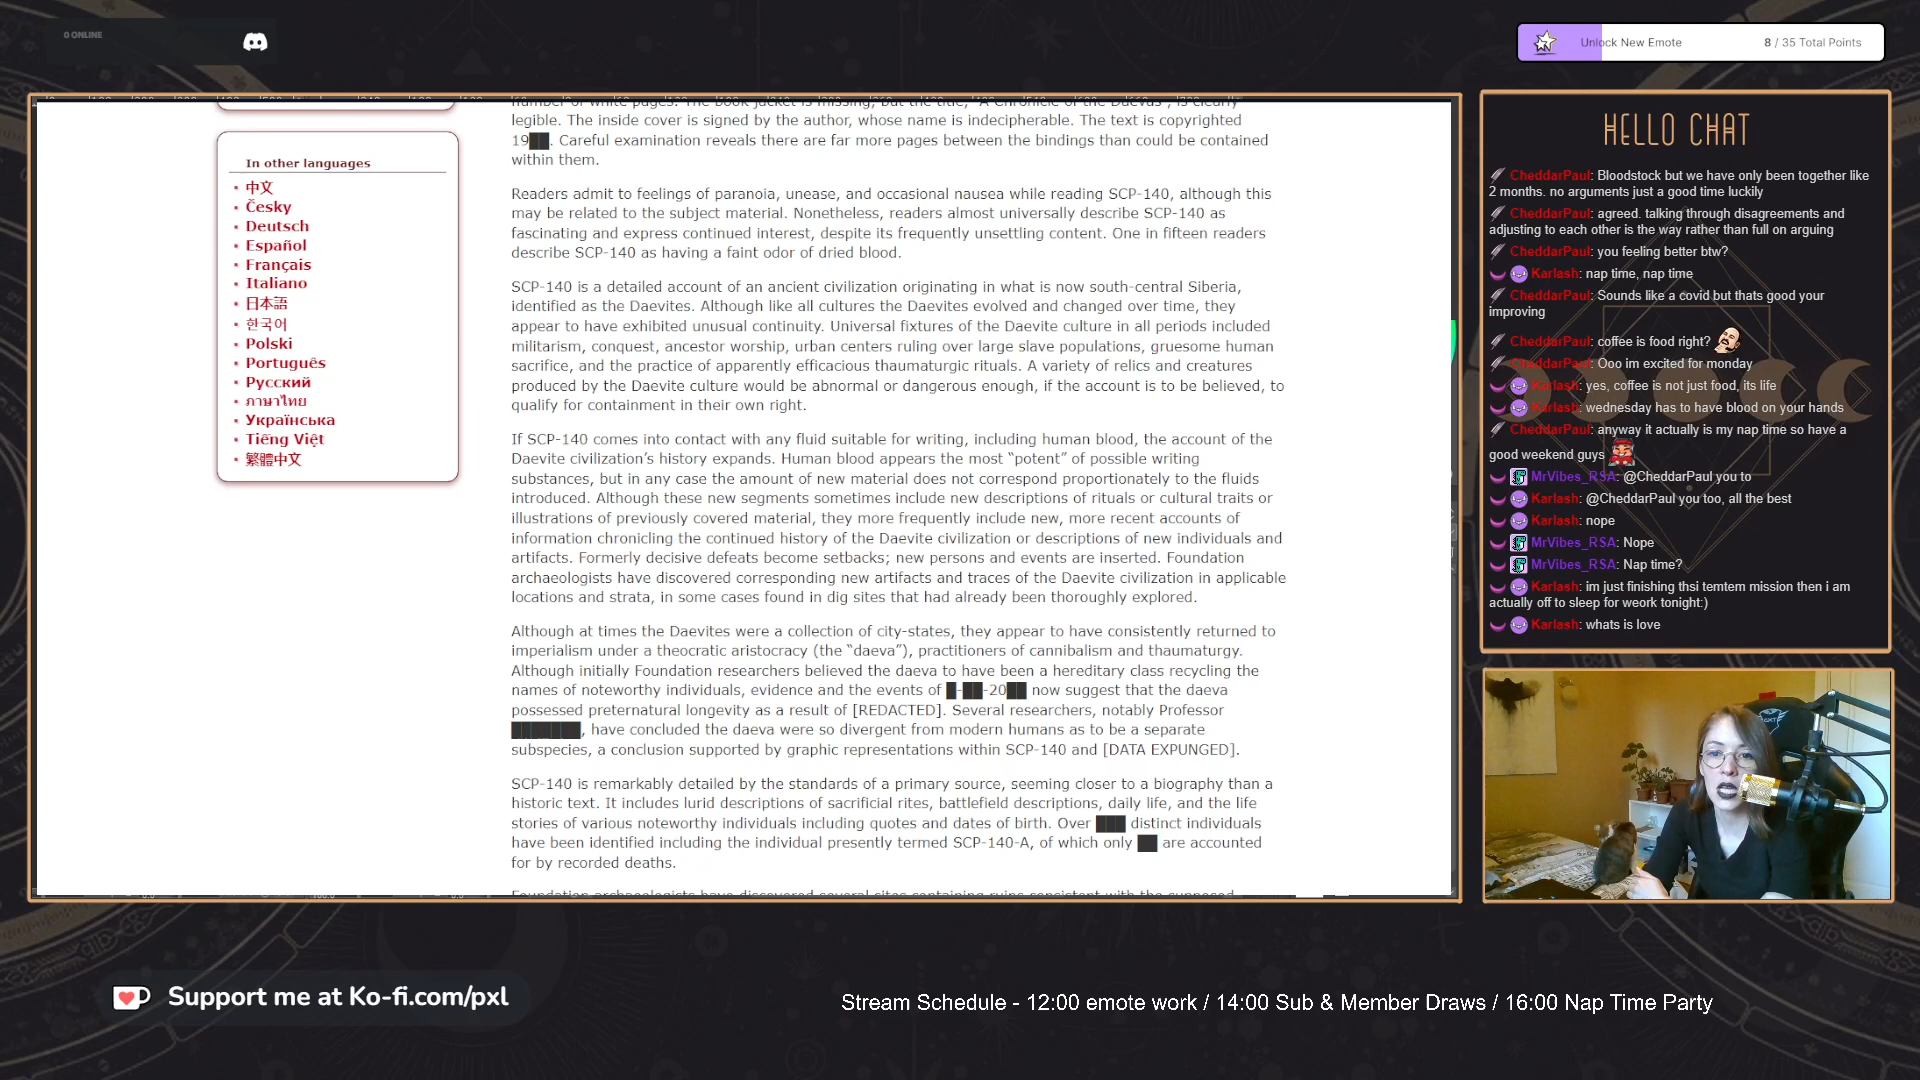 0 ONLINE
Unlock New Emote
8 / 35 Total Points
In other languages
中文
Česky
Deutsch
Español
Français
Italiano
日本語
한국어
Polski
Português
Русский
ภาษาไทย
Українська
Tiếng Việt
繁體中文
number of white pages. The book jacket is missing, but the title, "A Chronicle of the Daevas", is clearly
legible. The inside cover is signed by the author, whose name is indecipherable. The text is copyrighted
19██. Careful examination reveals there are far more pages between the bindings than could be contained
within them.
Readers admit to feelings of paranoia, unease, and occasional nausea while reading SCP-140, although this
may be related to the subject material. Nonetheless, readers almost universally describe SCP-140 as
fascinating and express continued interest, despite its frequently unsettling content. One in fifteen readers
describe SCP-140 as having a faint odor of dried blood.
SCP-140 is a detailed account of an ancient civilization originating in what is now south-central Siberia,
identified as the Daevites. Although like all cultures the Daevites evolved and changed over time, they
appear to have exhibited unusual continuity. Universal fixtures of the Daevite culture in all periods included
militarism, conquest, ancestor worship, urban centers ruling over large slave populations, gruesome human
sacrifice, and the practice of apparently efficacious thaumaturgic rituals. A variety of relics and creatures
produced by the Daevite culture would be abnormal or dangerous enough, if the account is to be believed, to
qualify for containment in their own right.
If SCP-140 comes into contact with any fluid suitable for writing, including human blood, the account of the
Daevite civilization's history expands. Human blood appears the most “potent” of possible writing
substances, but in any case the amount of new material does not correspond proportionately to the fluids
introduced. Although these new segments sometimes include new descriptions of rituals or cultural traits or
illustrations of previously covered material, they more frequently include new, more recent accounts of
information chronicling the continued history of the Daevite civilization or descriptions of new individuals and
artifacts. Formerly decisive defeats become setbacks; new persons and events are inserted. Foundation
archaeologists have discovered corresponding new artifacts and traces of the Daevite civilization in applicable
locations and strata, in some cases found in dig sites that had already been thoroughly explored.
Although at times the Daevites were a collection of city-states, they appear to have consistently returned to
imperialism under a theocratic aristocracy (the “daeva”), practitioners of cannibalism and thaumaturgy.
Although initially Foundation researchers believed the daeva to have been a hereditary class recycling the
names of noteworthy individuals, evidence and the events of █-██-20██ now suggest that the daeva
possessed preternatural longevity as a result of [REDACTED]. Several researchers, notably Professor
███████, have concluded the daeva were so divergent from modern humans as to be a separate
subspecies, a conclusion supported by graphic representations within SCP-140 and [DATA EXPUNGED].
SCP-140 is remarkably detailed by the standards of a primary source, seeming closer to a biography than a
historic text. It includes lurid descriptions of sacrificial rites, battlefield descriptions, daily life, and the life
stories of various noteworthy individuals including quotes and dates of birth. Over ███ distinct individuals
have been identified including the individual presently termed SCP-140-A, of which only ██ are accounted
for by recorded deaths.
Foundation archaeologists have discovered several sites containing ruins consistent with the supposed
HELLO CHAT
CheddarPaul: Bloodstock but we have only been together like
2 months. no arguments just a good time luckily
CheddarPaul: agreed. talking through disagreements and
adjusting to each other is the way rather than full on arguing
CheddarPaul: you feeling better btw?
Karlash: nap time, nap time
CheddarPaul: Sounds like a covid but thats good your
improving
CheddarPaul: coffee is food right?
CheddarPaul: Ooo im excited for monday
Karlash: yes, coffee is not just food, its life
Karlash: wednesday has to have blood on your hands
CheddarPaul: anyway it actually is my nap time so have a
good weekend guys
MrVibes_RSA: @CheddarPaul you to
Karlash: @CheddarPaul you too, all the best
Karlash: nope
MrVibes_RSA: Nope
MrVibes_RSA: Nap time?
Karlash: im just finishing thsi temtem mission then i am
actually off to sleep for weork tonight:)
Karlash: whats is love
Support me at Ko-fi.com/pxl
Stream Schedule - 12:00 emote work / 14:00 Sub & Member Draws / 16:00 Nap Time Party